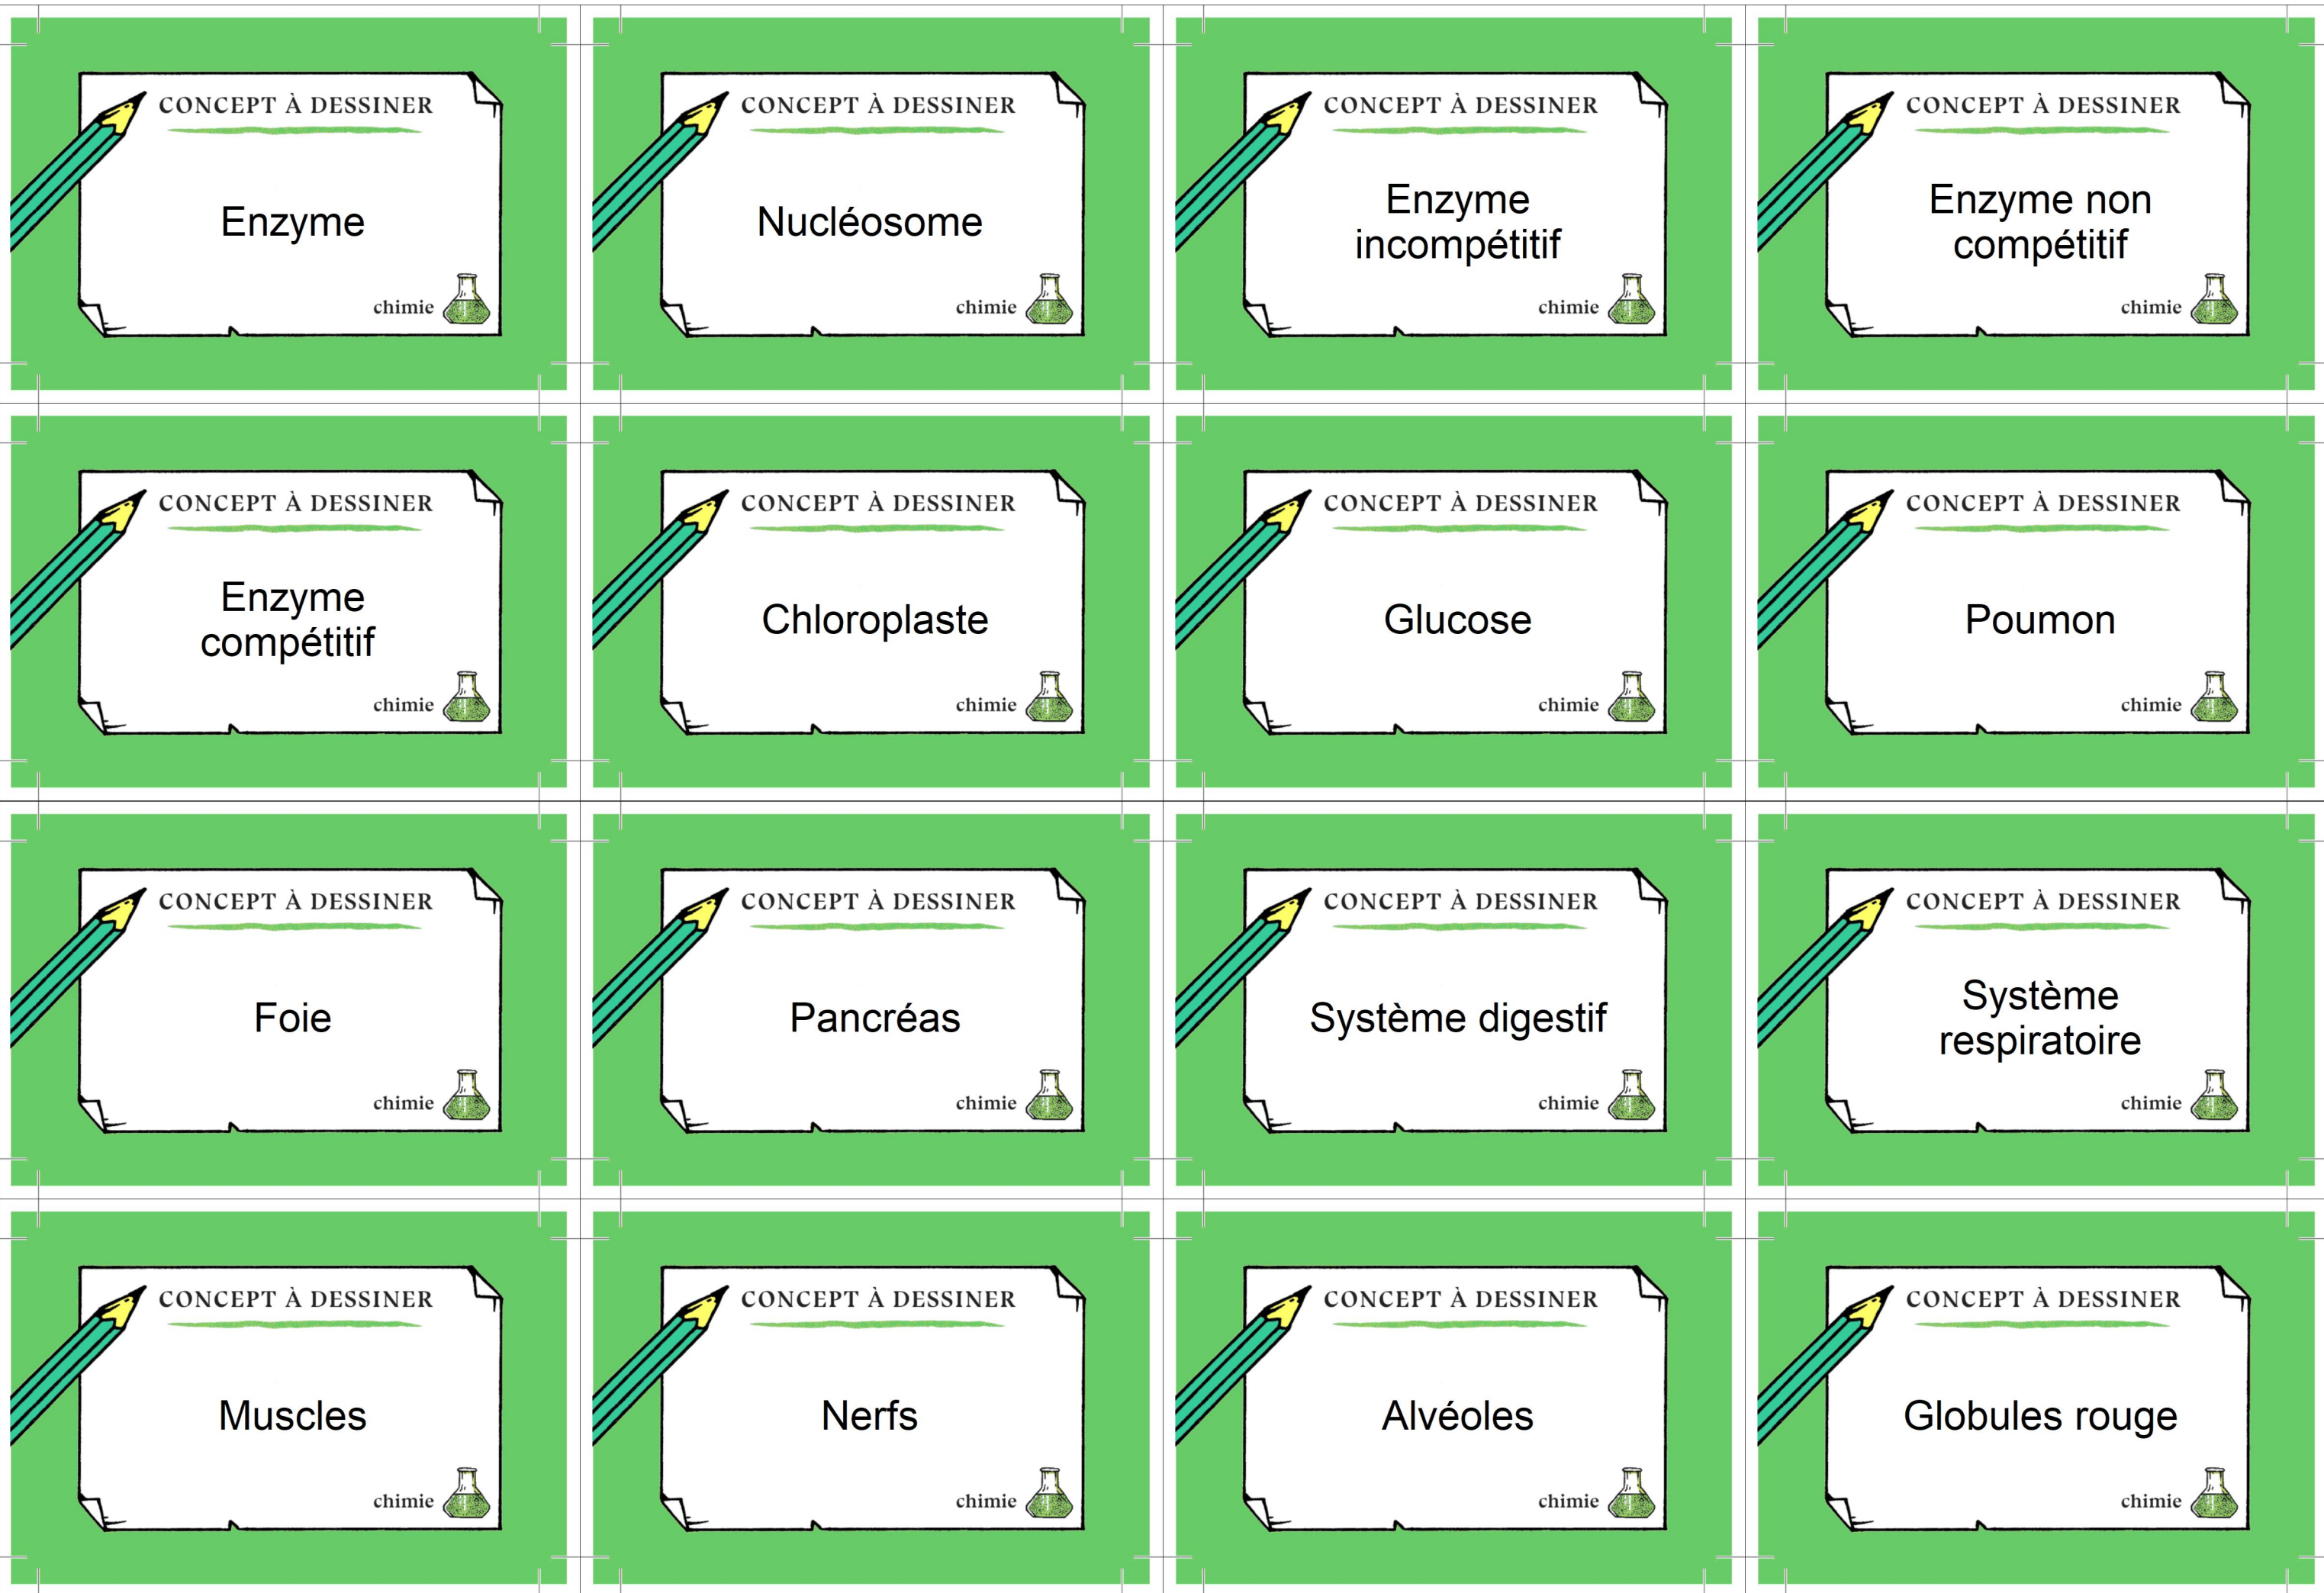 CONCEPT À DESSINER
Enzyme
chimie
CONCEPT À DESSINER
Nucléosome
chimie
CONCEPT À DESSINER
Enzyme
incompétitif
chimie
CONCEPT À DESSINER
Enzyme non
compétitif
chimie
CONCEPT À DESSINER
Enzyme
compétitif
chimie
CONCEPT À DESSINER
Chloroplaste
chimie
CONCEPT À DESSINER
Glucose
chimie
CONCEPT À DESSINER
Poumon
chimie
CONCEPT À DESSINER
Foie
chimie
CONCEPT À DESSINER
Pancréas
chimie
CONCEPT À DESSINER
Système digestif
chimie
CONCEPT À DESSINER
Système
respiratoire
chimie
CONCEPT À DESSINER
Muscles
chimie
CONCEPT À DESSINER
Nerfs
chimie
CONCEPT À DESSINER
Alvéoles
chimie
CONCEPT À DESSINER
Globules rouge
chimie